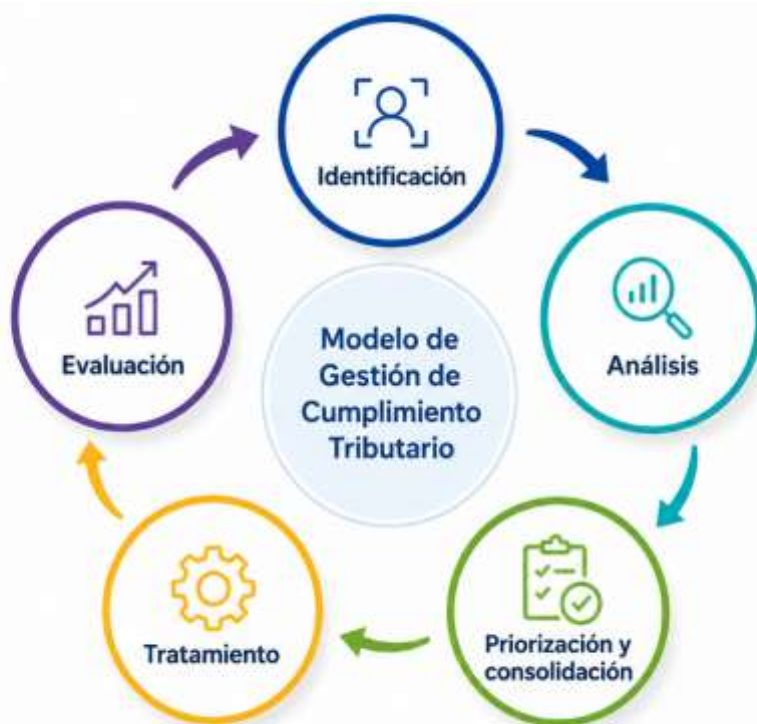 Identificación
Análisis
Priorización y
consolidación
Tratamiento
Evaluación
Modelo de
Gestión de
Cumplimiento
Tributario